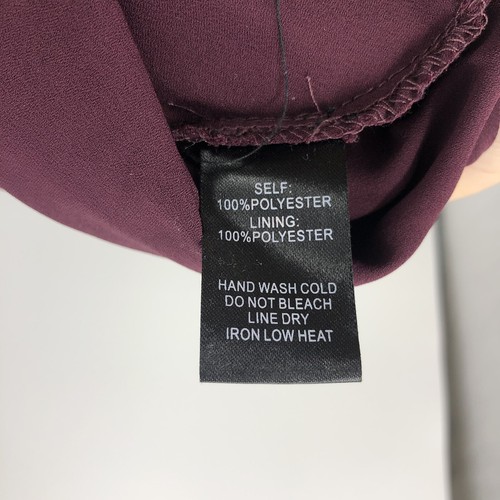 SELF:
100%POLYESTER
LINING:
100%POLYESTER
HAND WASH COLD
DO NOT BLEACH
LINE DRY
IRON LOW HEAT